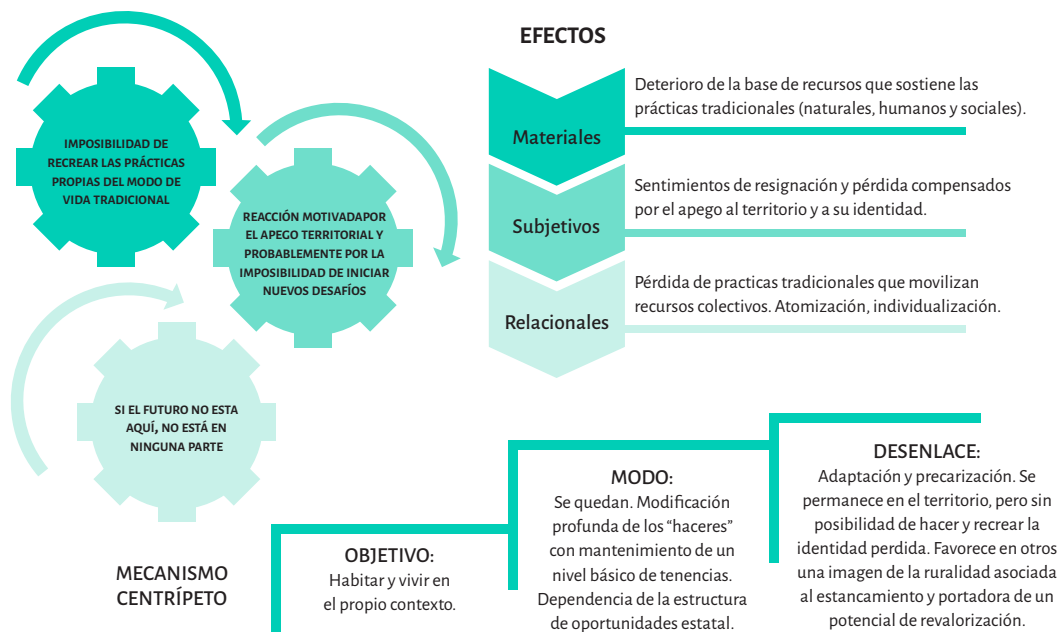 IMPOSIBILIDAD DE
RECREAR LAS PRÁCTICAS
PROPIAS DEL MODO DE
VIDA TRADICIONAL
REACCIÓN MOTIVADAPOR
EL APEGO TERRITORIAL Y
PROBABLEMENTE POR LA
IMPOSIBILIDAD DE INICIAR
NUEVOS DESAFÍOS
SI EL FUTURO NO ESTA
AQUÍ, NO ESTÁ EN
NINGUNA PARTE
EFECTOS
Materiales
Deterioro de la base de recursos que sostiene las
prácticas tradicionales (naturales, humanos y sociales).
Subjetivos
Sentimientos de resignación y pérdida compensados
por el apego al territorio y a su identidad.
Relacionales
Pérdida de practicas tradicionales que movilizan
recursos colectivos. Atomización, individualización.
MECANISMO
CENTRÍPETO
OBJETIVO:
Habitar y vivir en
el propio contexto.
MODO:
Se quedan. Modificación
profunda de los “haceres”
con mantenimiento de un
nivel básico de tenencias.
Dependencia de la estructura
de oportunidades estatal.
DESENLACE:
Adaptación y precarización. Se
permanece en el territorio, pero sin
posibilidad de hacer y recrear la
identidad perdida. Favorece en otros
una imagen de la ruralidad asociada
al estancamiento y portadora de un
potencial de revalorización.